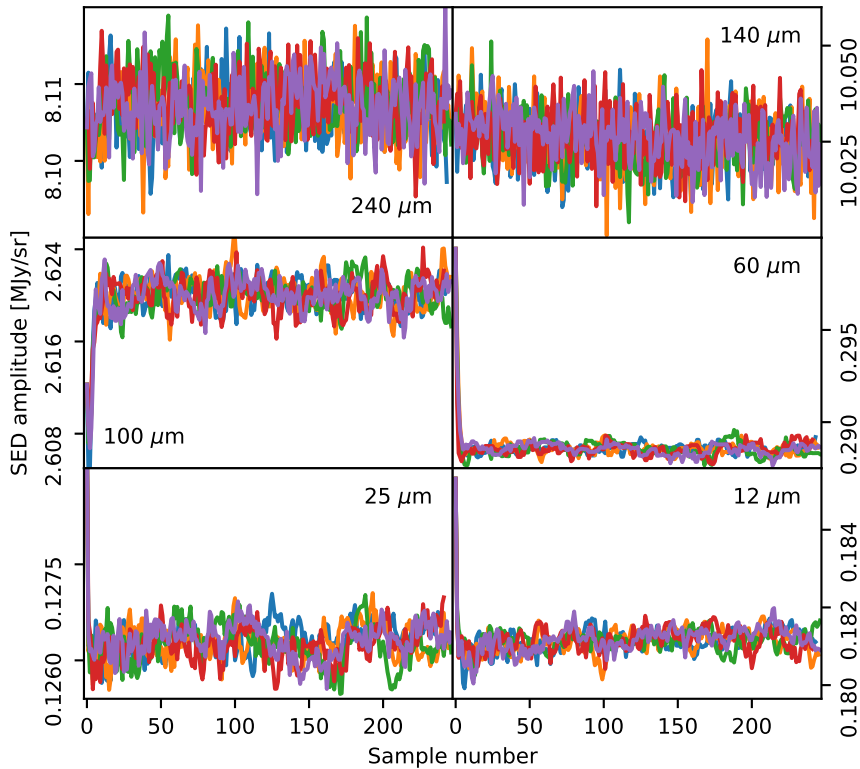 SED amplitude [MJy/sr]
8.11
8.10
240 μm
140 μm
10.050
10.025
2.624
2.616
2.608
100 μm
60 μm
0.295
0.290
0.1275
0.1260
25 μm
12 μm
0.184
0.182
0.180
0 50 100 150 200
0 50 100 150 200
Sample number